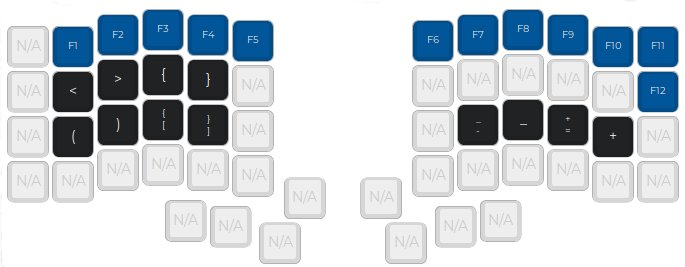 N/A F1 F2 F3 F4 F5 F6 F7 F8 F9 F10 F11
N/A < > { } N/A N/A N/A N/A N/A N/A F12
N/A ( ) { [ } ] N/A N/A _ - _ + = + N/A
N/A N/A N/A N/A N/A N/A N/A N/A N/A N/A N/A N/A
N/A N/A N/A N/A N/A N/A N/A N/A